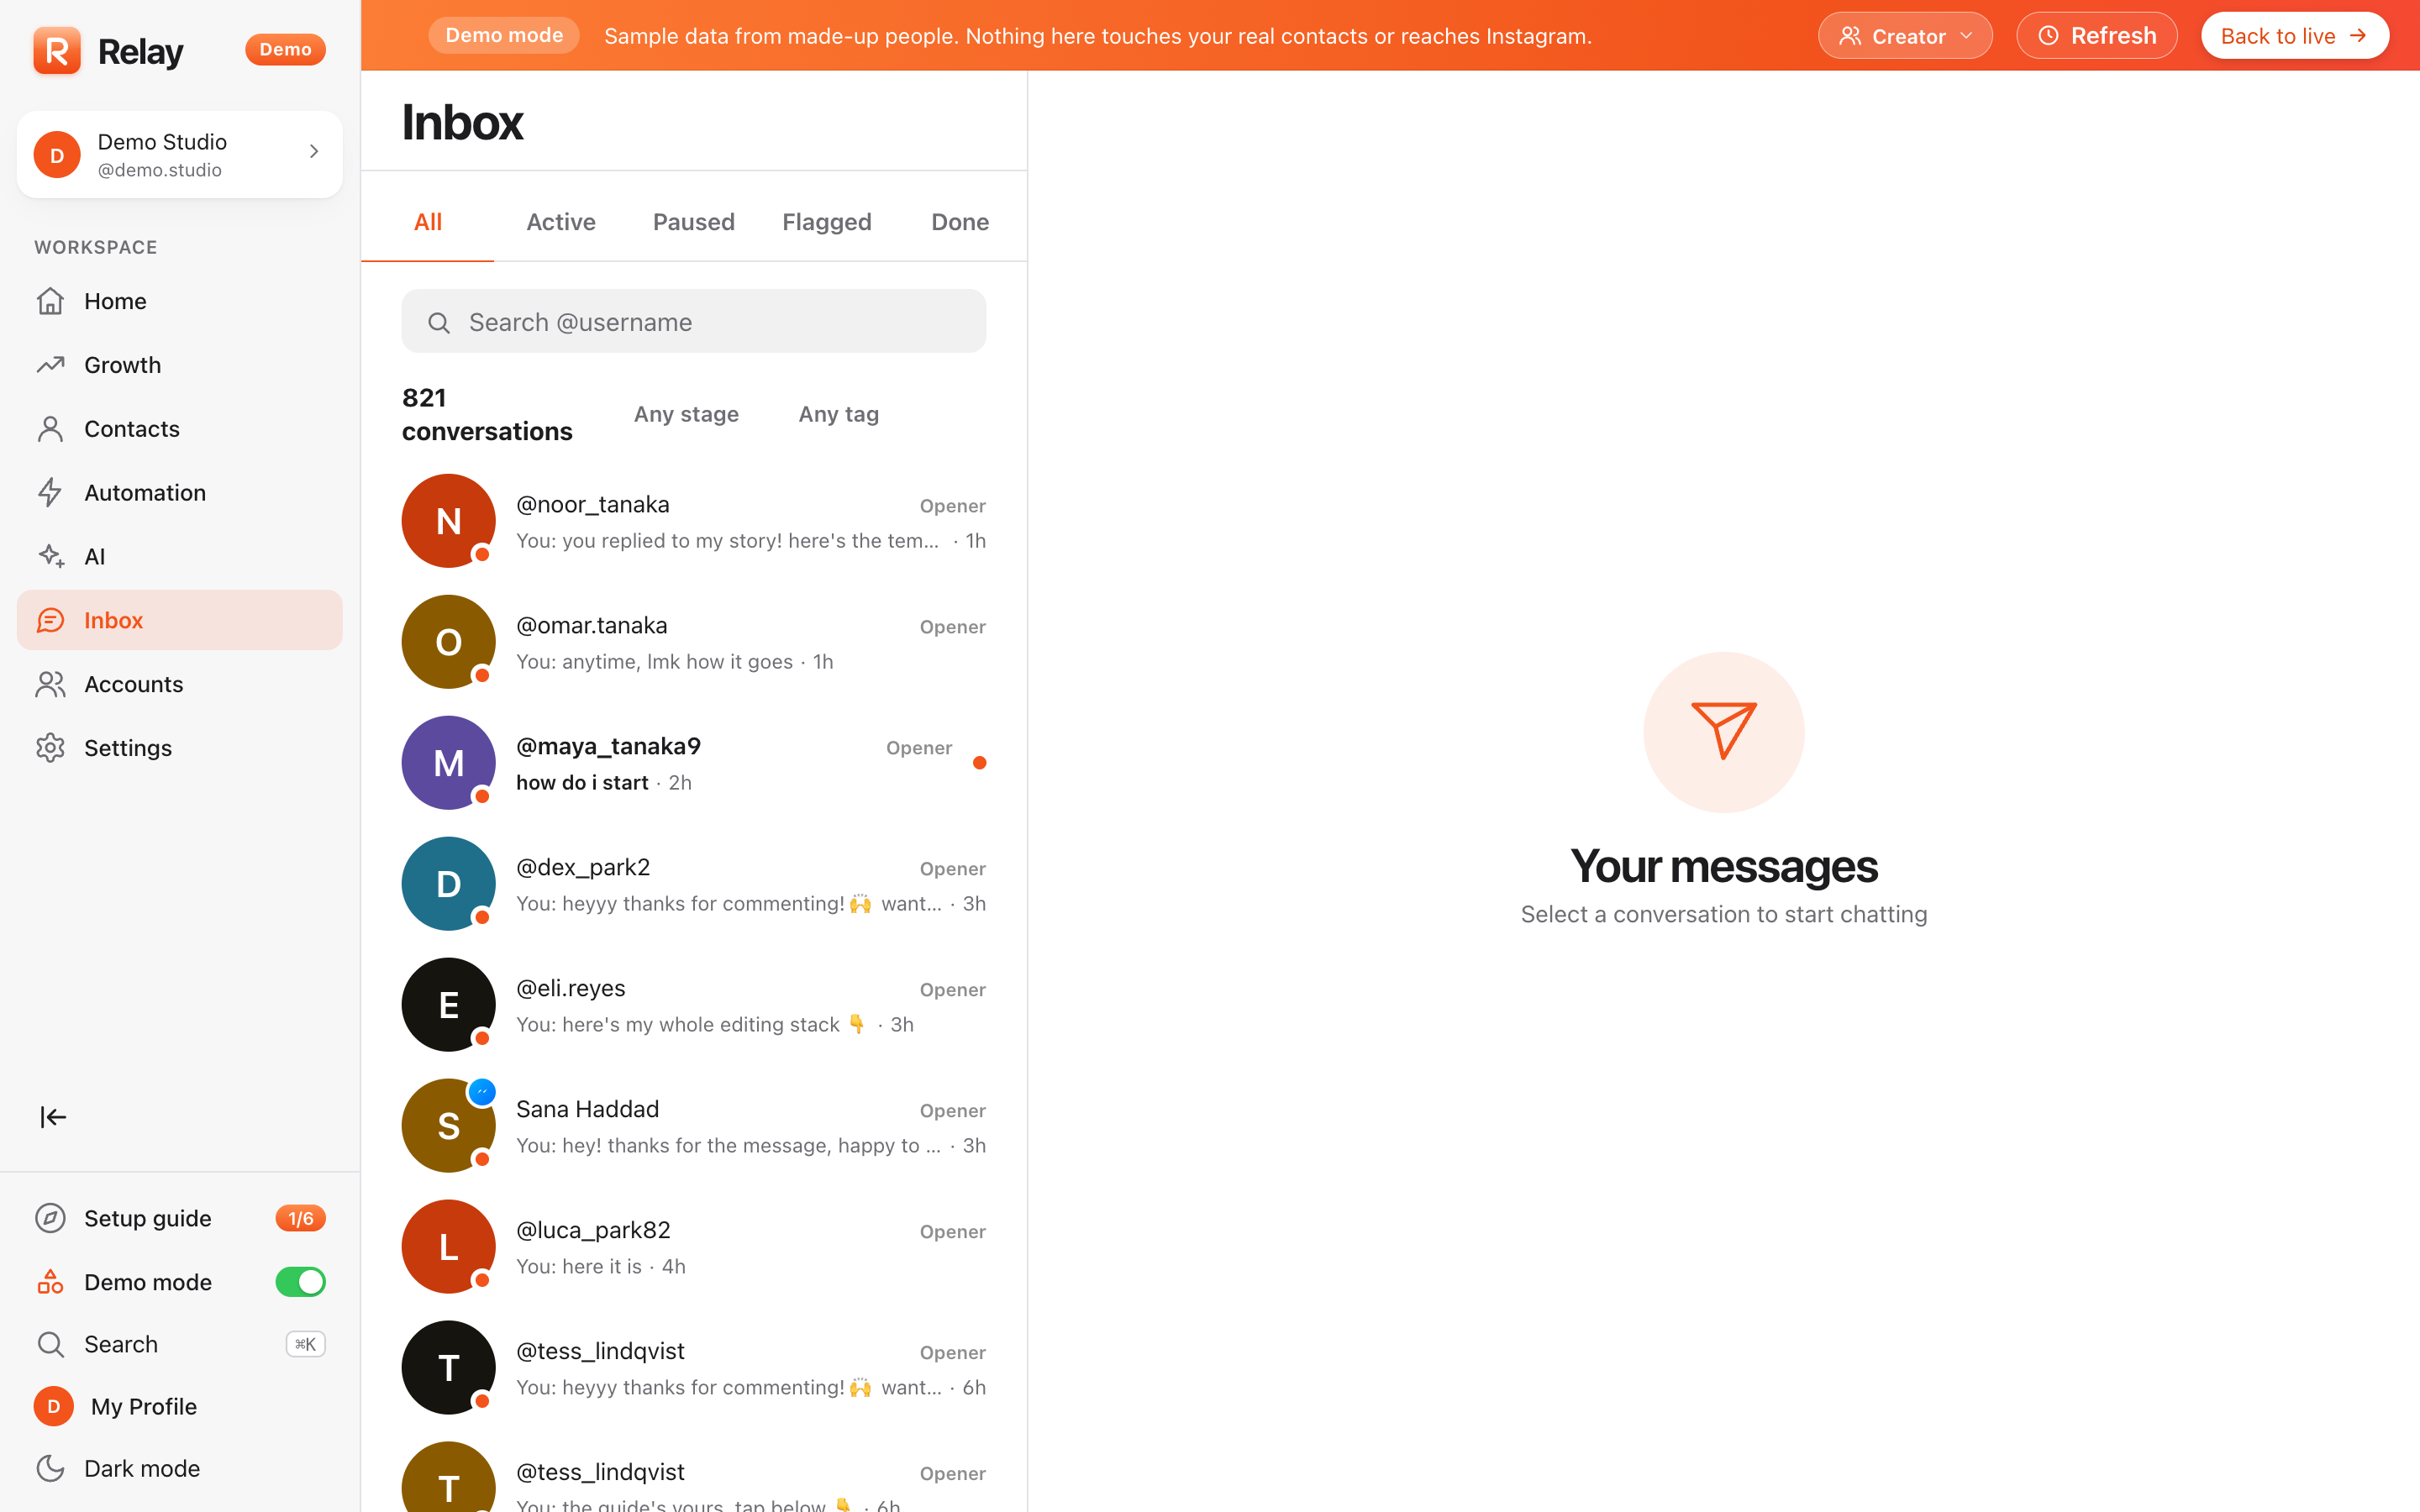 Relay
Demo
D
Demo Studio
@demo.studio
WORKSPACE
Home
Growth
Contacts
Automation
AI
Inbox
Accounts
Settings
Setup guide
1/6
Demo mode
Search
⌘K
D
My Profile
Dark mode
Demo mode
Sample data from made-up people. Nothing here touches your real contacts or reaches Instagram.
Creator
Refresh
Back to live →
Inbox
All
Active
Paused
Flagged
Done
Search @username
821
conversations
Any stage
Any tag
N
@noor_tanaka
Opener
You: you replied to my story! here's the tem... · 1h
O
@omar.tanaka
Opener
You: anytime, lmk how it goes · 1h
M
@maya_tanaka9
Opener
how do i start · 2h
D
@dex_park2
Opener
You: heyyy thanks for commenting! 🙌 want... · 3h
E
@eli.reyes
Opener
You: here's my whole editing stack 👇 · 3h
S
Sana Haddad
Opener
You: hey! thanks for the message, happy to ... · 3h
L
@luca_park82
Opener
You: here it is · 4h
T
@tess_lindqvist
Opener
You: heyyy thanks for commenting! 🙌 want... · 6h
T
@tess_lindqvist
Opener
You: the guide's yours, tap below 👇 · 6h
Your messages
Select a conversation to start chatting